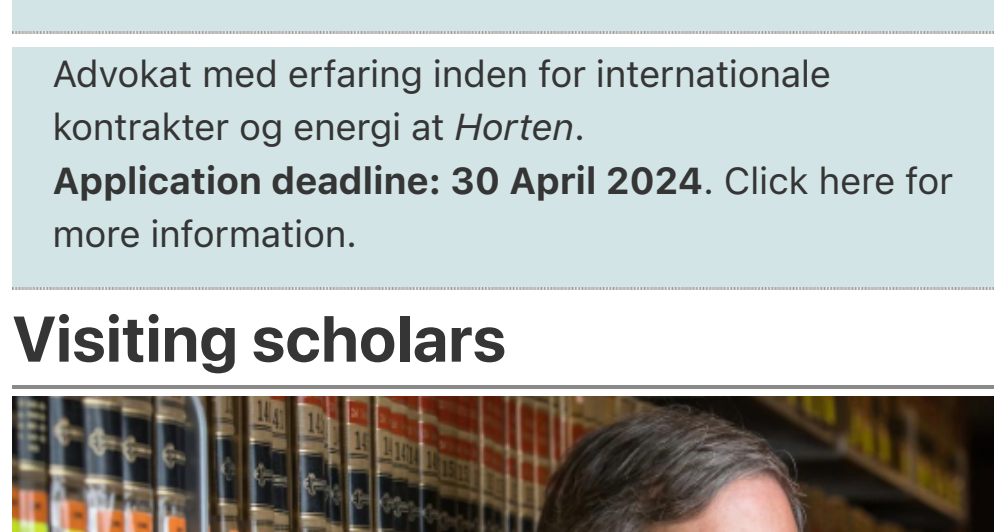 Advokat med erfaring inden for internationale
kontrakter og energi at Horten.
Application deadline: 30 April 2024. Click here for
more information.
Visiting scholars